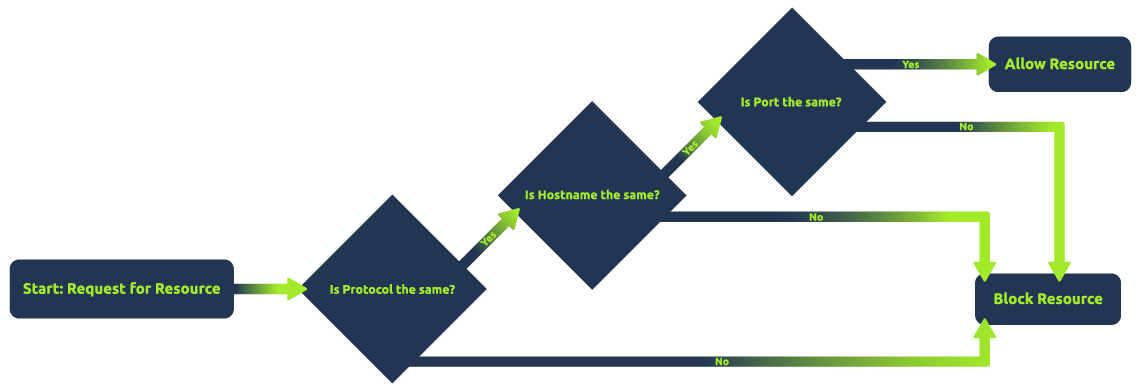 Start: Request for Resource
Is Protocol the same?
Yes
No
Is Hostname the same?
Yes
No
Is Port the same?
Yes
No
Allow Resource
Block Resource